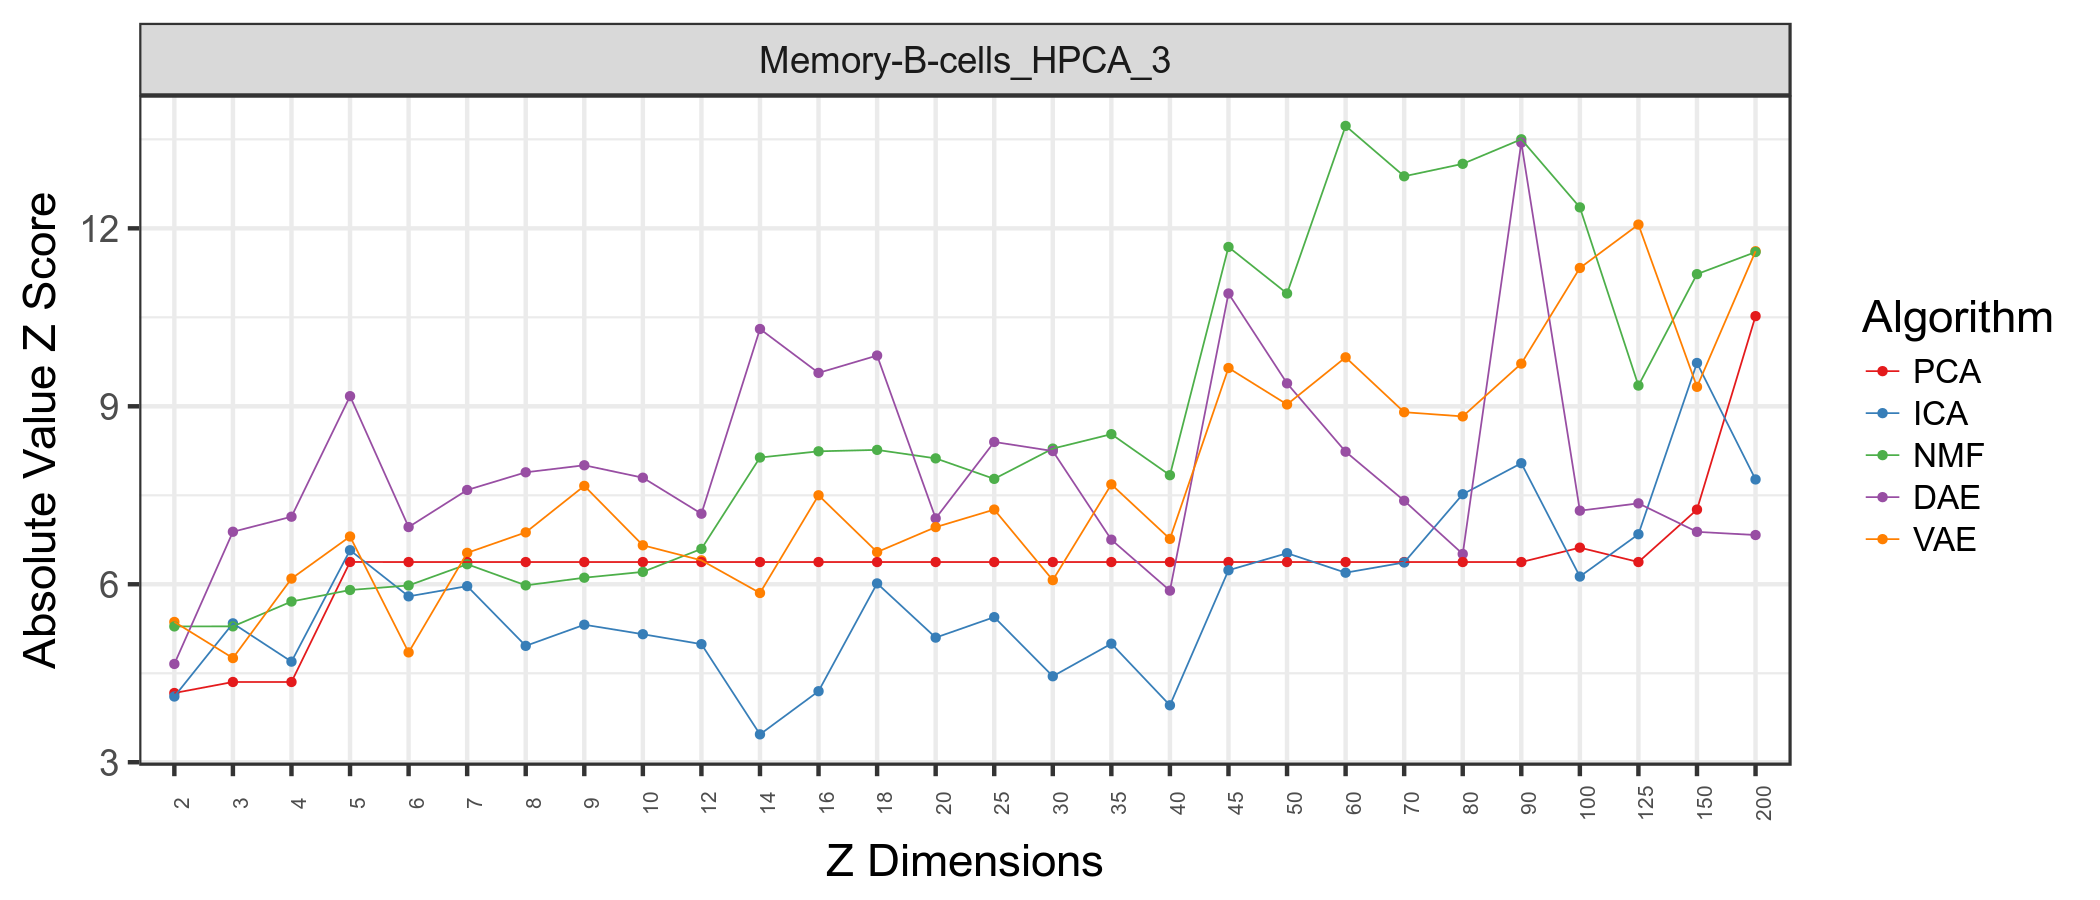 Memory-B-cells_HPCA_3
Absolute Value Z Score
12
9
6
3
2 3 4 5 6 7 8 9 10 12 14 16 18 20 25 30 35 40 45 50 60 70 80 90 100 125 150 200
Z Dimensions
Algorithm
PCA
ICA
NMF
DAE
VAE